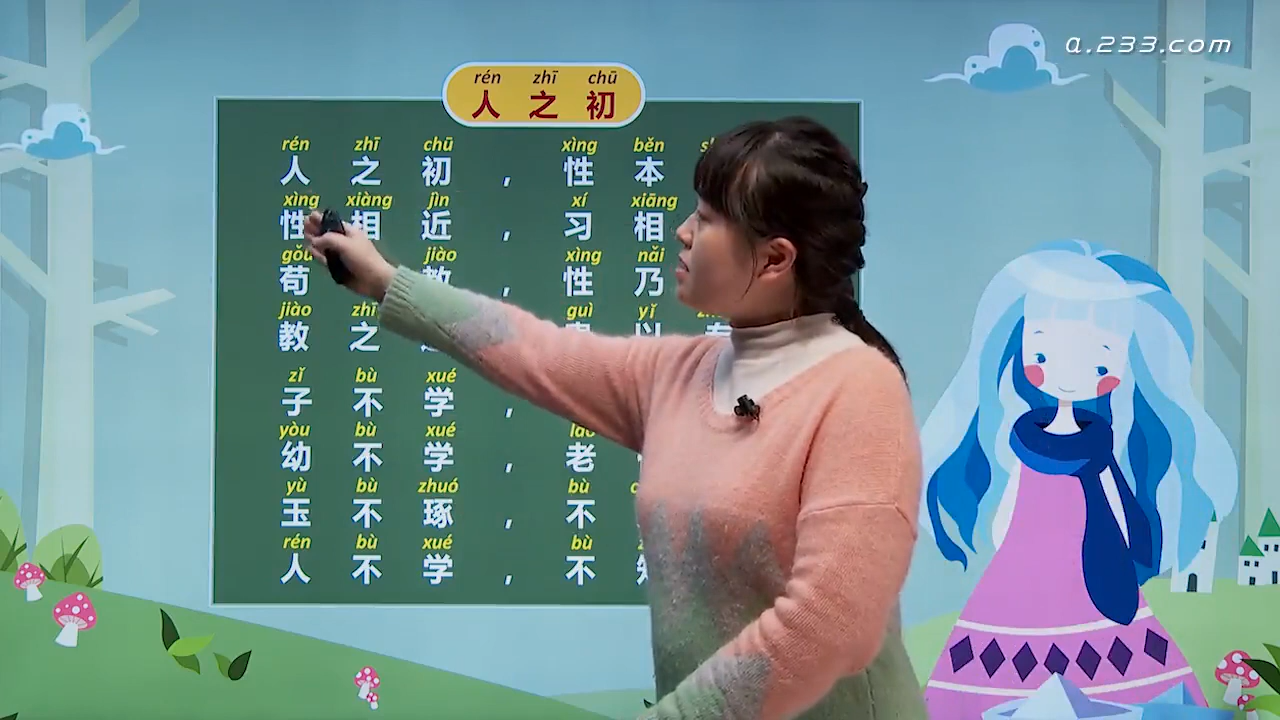 a.233.com
rén zhī chū
人之初
rén zhī chū xìng běn
人 之 初 , 性 本
xìng xiàng jìn xí xiāng
性 相 近 , 习 相
jiào xìng nǎi
苟 教 , 性 乃
jiào zhī guì yǐ
教 之 , 以
zǐ bù xué
子 不 学 ,
yòu bù xué
幼 不 学 , 老
yù bù zhuó bù
玉 不 琢 , 不
rén bù xué bù
人 不 学 , 不